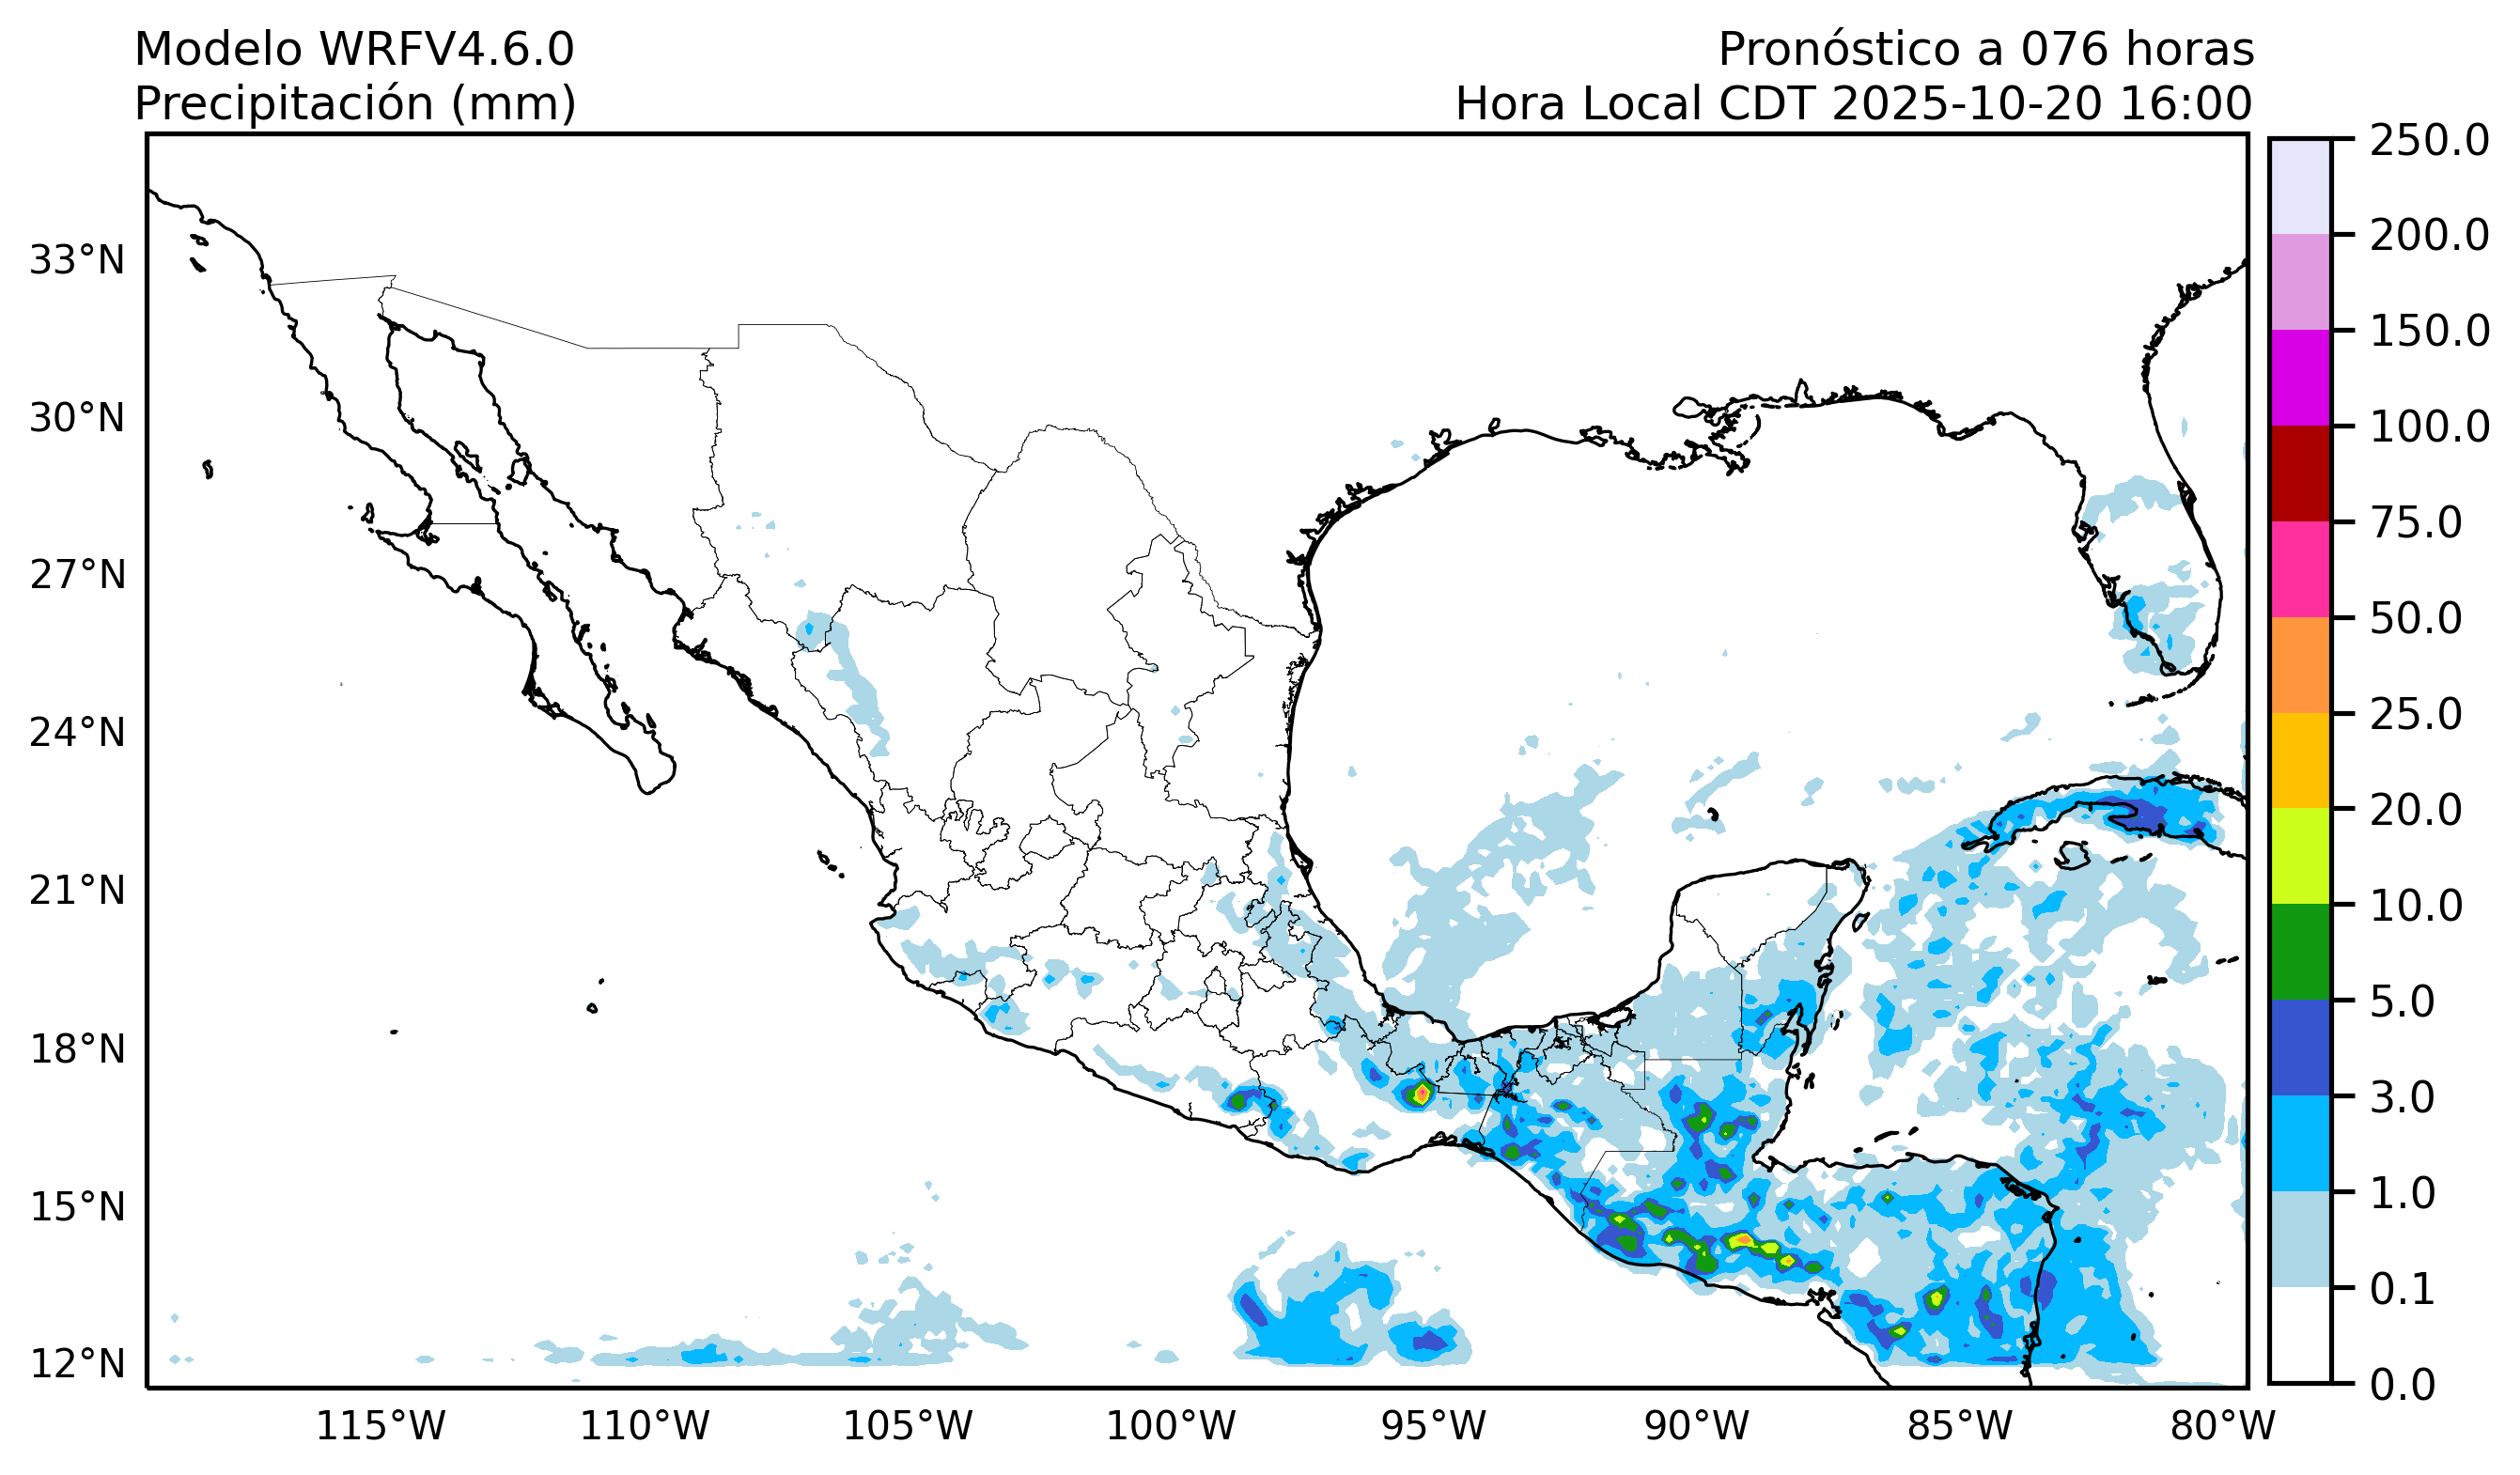 Modelo WRFV4.6.0
Precipitación (mm)
Pronóstico a 076 horas
Hora Local CDT 2025-10-20 16:00
33°N
30°N
27°N
24°N
21°N
18°N
15°N
12°N
115°W
110°W
105°W
100°W
95°W
90°W
85°W
80°W
250.0
200.0
150.0
100.0
75.0
50.0
25.0
20.0
10.0
5.0
3.0
1.0
0.1
0.0